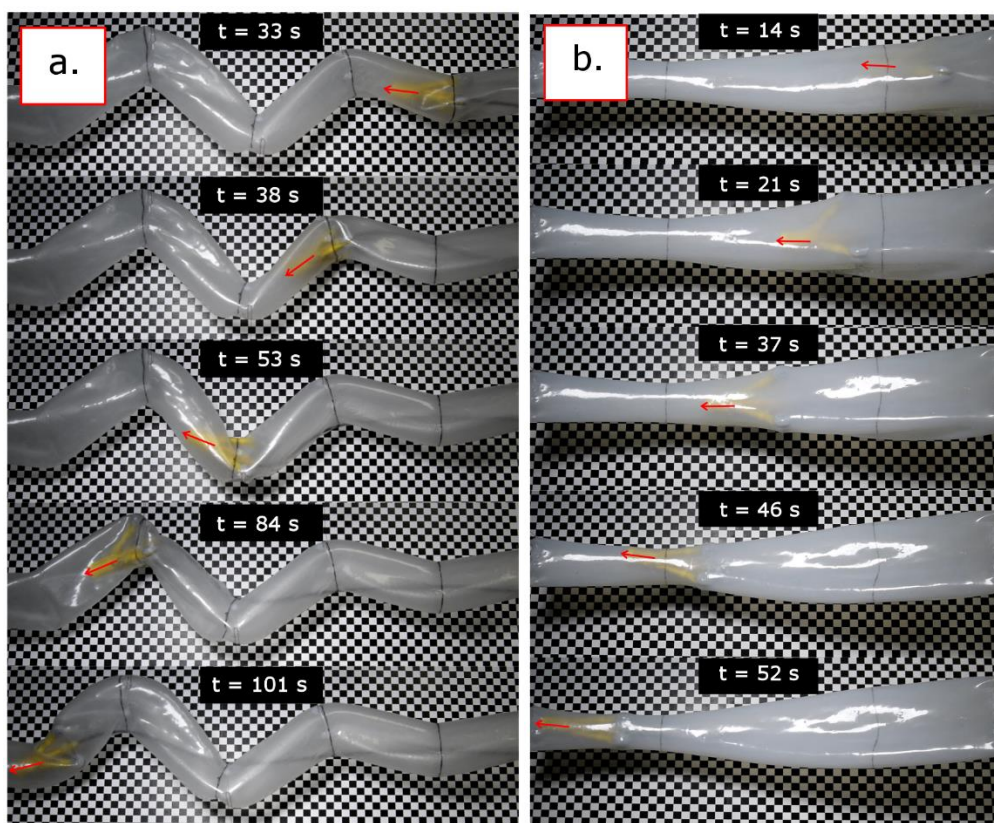 a.
t = 33 s
t = 38 s
t = 53 s
t = 84 s
t = 101 s
b.
t = 14 s
t = 21 s
t = 37 s
t = 46 s
t = 52 s